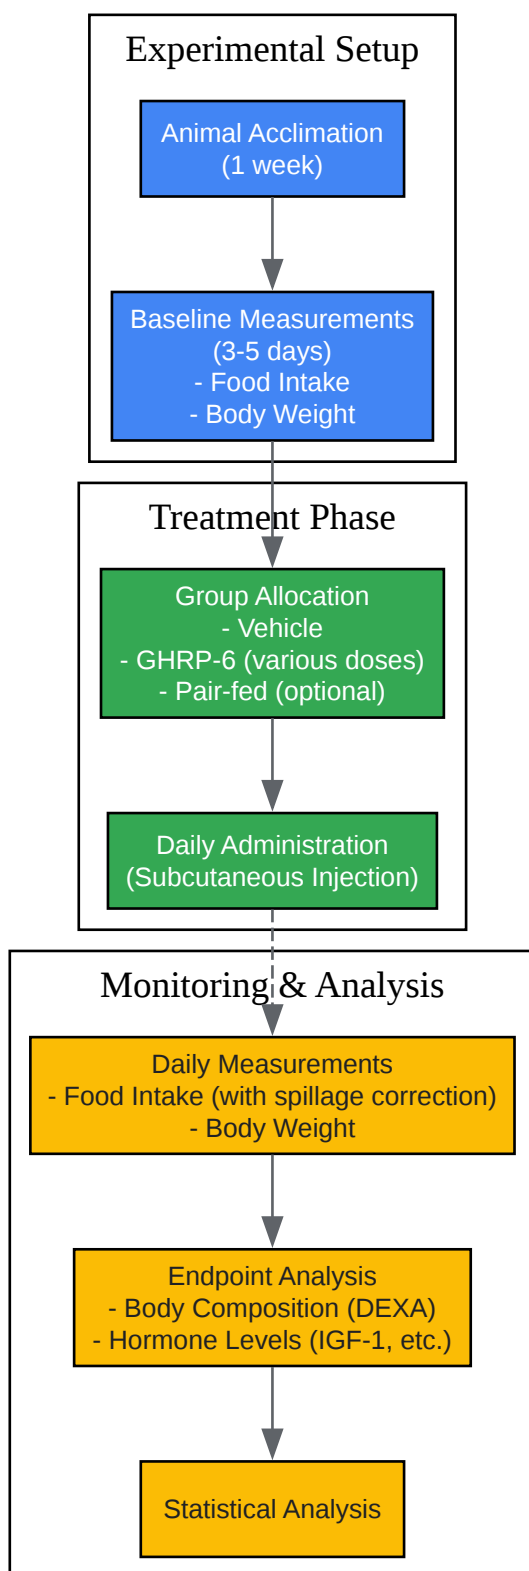 Experimental Setup
Animal Acclimation
(1 week)
Baseline Measurements
(3-5 days)
- Food Intake
- Body Weight
Treatment Phase
Group Allocation
- Vehicle
- GHRP-6 (various doses)
- Pair-fed (optional)
Daily Administration
(Subcutaneous Injection)
Monitoring & Analysis
Daily Measurements
- Food Intake (with spillage correction)
- Body Weight
Endpoint Analysis
- Body Composition (DEXA)
- Hormone Levels (IGF-1, etc.)
Statistical Analysis